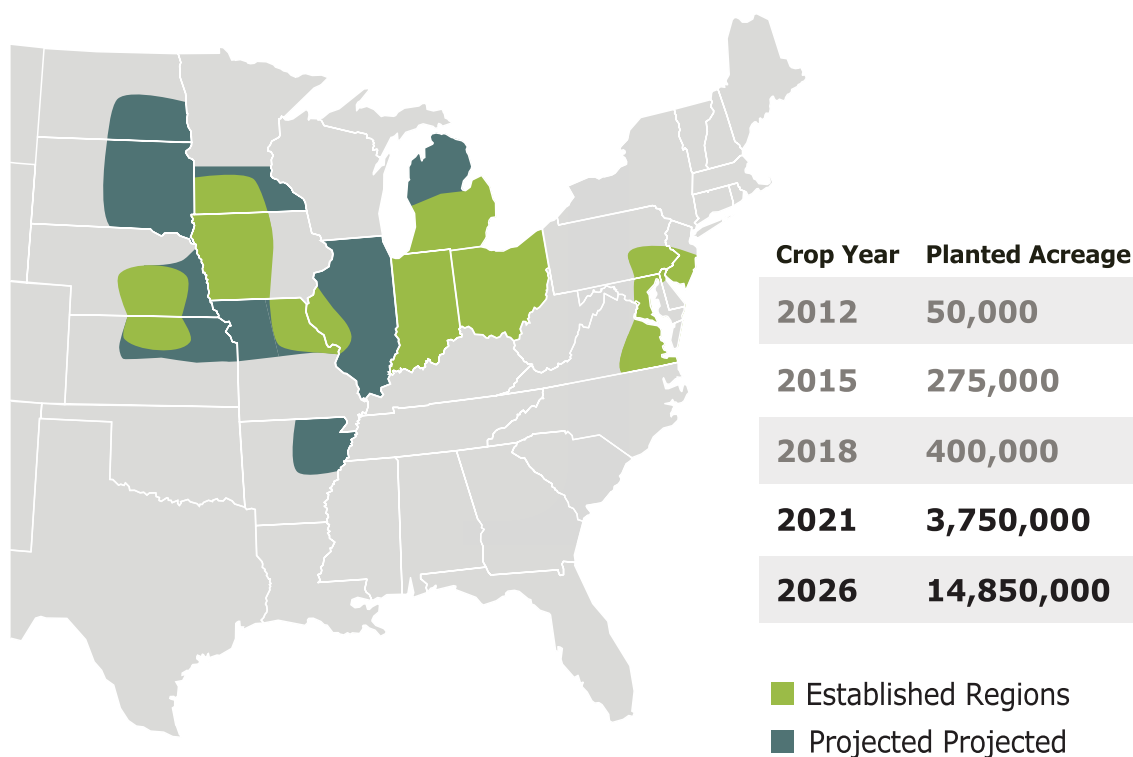 Crop Year Planted Acreage
2012 50,000
2015 275,000
2018 400,000
2021 3,750,000
2026 14,850,000
Established Regions
Projected Projected